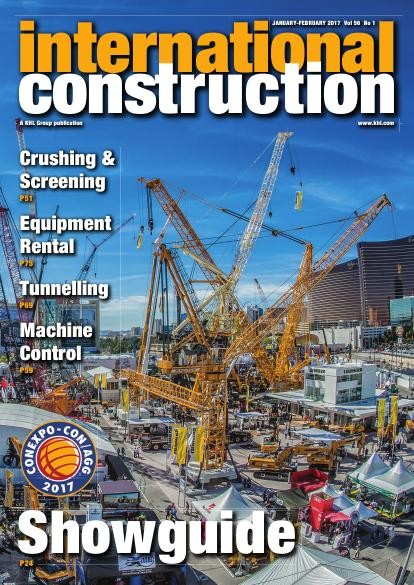 JANUARY-FEBRUARY 2017 Vol 56 No 1
international
construction
A KHL Group publication
www.khl.com
Crushing &
Screening
P51
Equipment
Rental
P75
Tunnelling
P69
Machine
Control
P59
CONEXPO-CON/AGG
2017
Showguide
P24